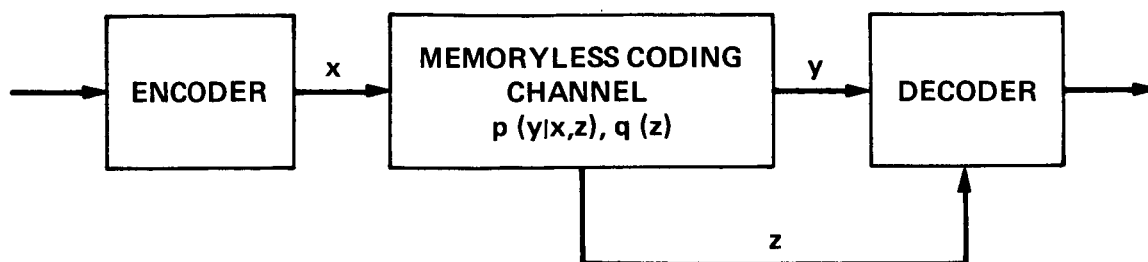 ENCODER
x
MEMORYLESS CODING
CHANNEL
p (y|x,z), q (z)
y
DECODER
z